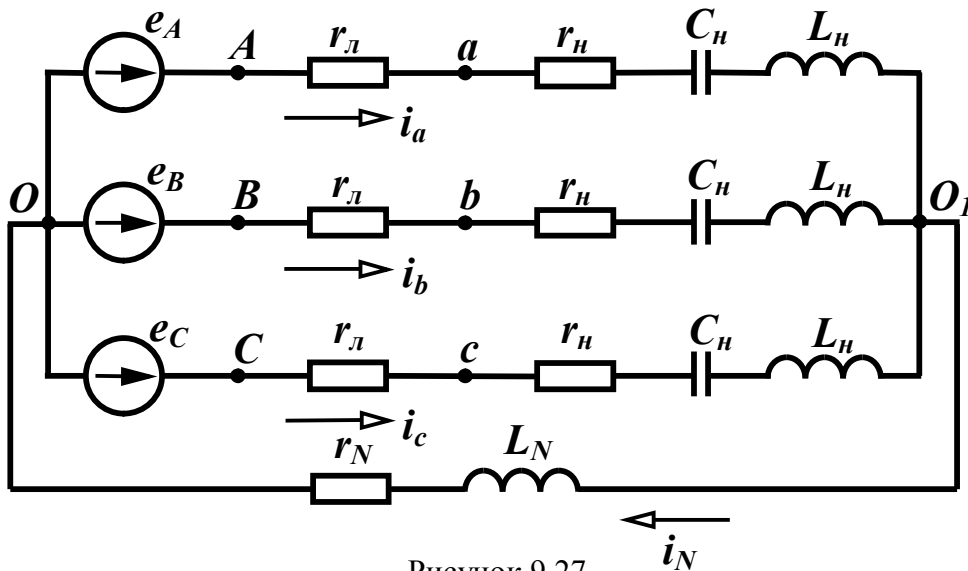 e_A A r_л a r_н C_н L_н
i_a
O e_B B r_л b r_н C_н L_н O_1
i_b
e_C C r_л c r_н C_н L_н
i_c
r_N L_N
i_N
Рисунок 9.27